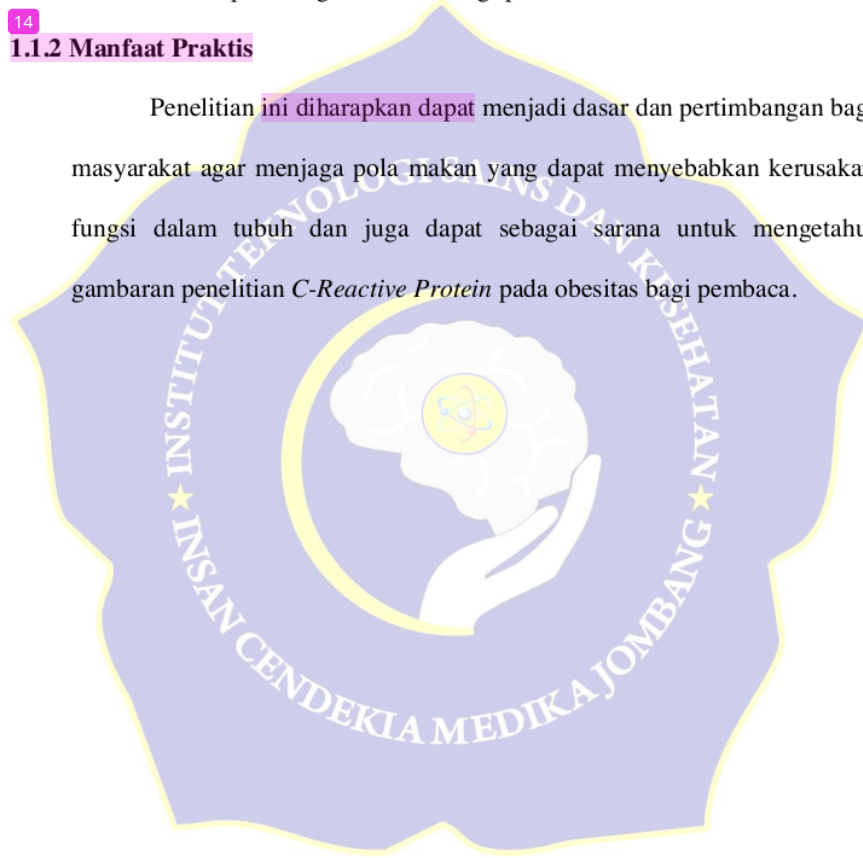 14
1.1.2 Manfaat Praktis
Penelitian ini diharapkan dapat menjadi dasar dan pertimbangan bag
masyarakat agar menjaga pola makan yang dapat menyebabkan kerusaka
fungsi dalam tubuh dan juga dapat sebagai sarana untuk mengetahu
gambaran penelitian C-Reactive Protein pada obesitas bagi pembaca.
INSTITUT TEKNOLOGI SAINS DAN KESEHATAN
INSAN CENDEKIA MEDIKA JOMBANG